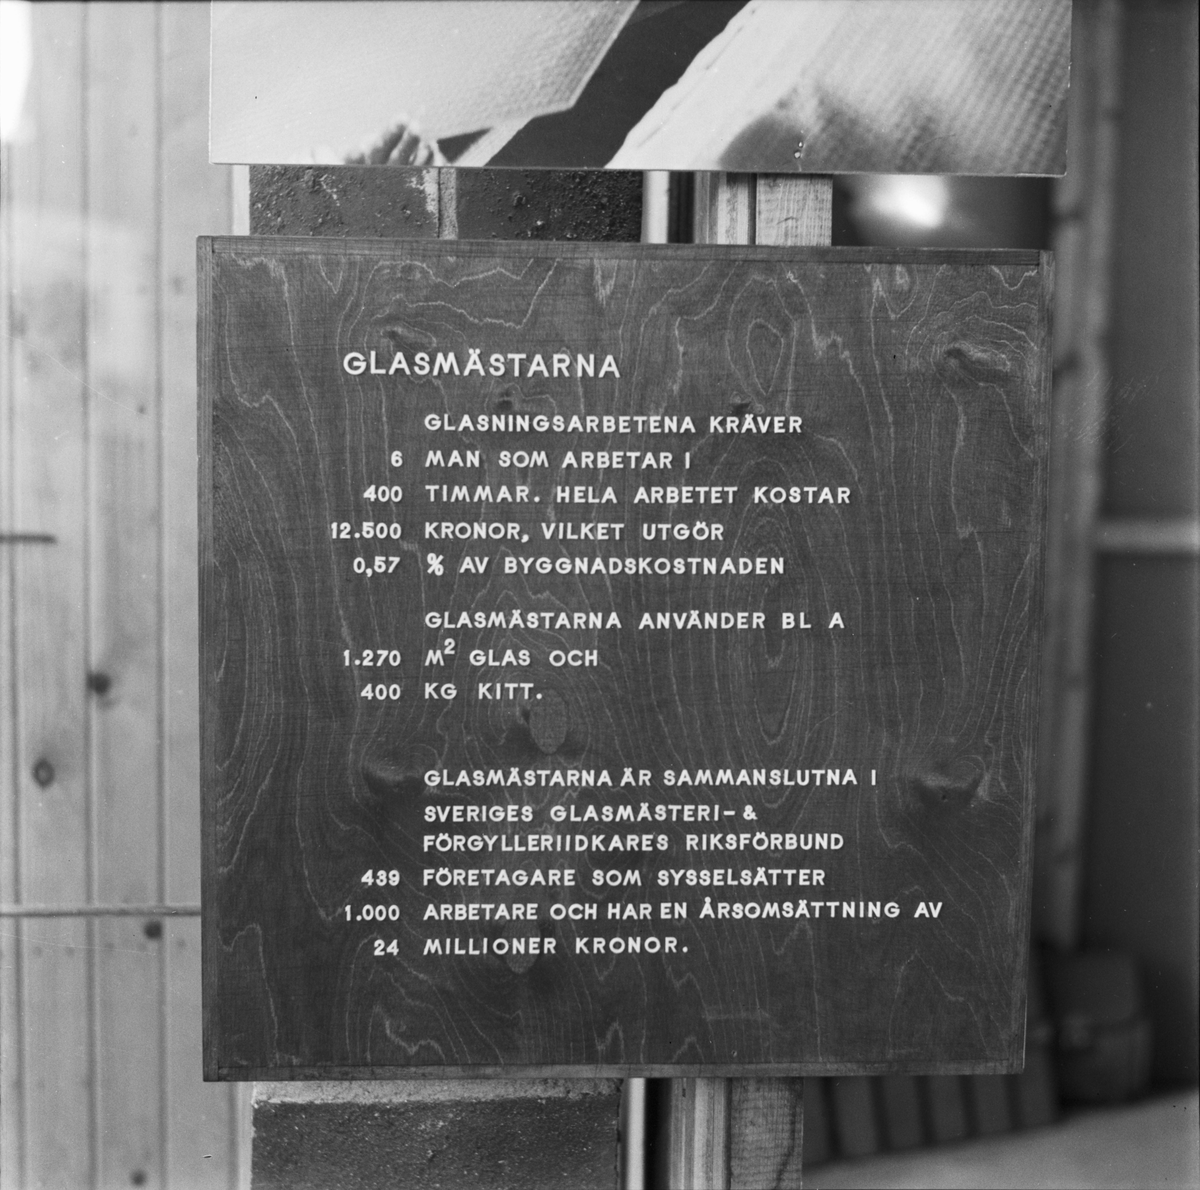 GLASMÄSTARNA
GLASNINGSARBETENA KRÄVER
6 MAN SOM ARBETAR I
400 TIMMAR. HELA ARBETET KOSTAR
12.500 KRONOR, VILKET UTGÖR
0,57 % AV BYGGNADSKOSTNADEN
GLASMÄSTARNA ANVÄNDER BL A
1.270 M² GLAS OCH
400 KG KITT.
GLASMÄSTARNA ÄR SAMMANSLUTNA I
SVERIGES GLASMÄSTERI- &
FÖRGYLLERIIDKARES RIKSFÖRBUND
439 FÖRETAGARE SOM SYSSELSÄTTER
1.000 ARBETARE OCH HAR EN ÅRSOMSÄTTNING AV
24 MILLIONER KRONOR.